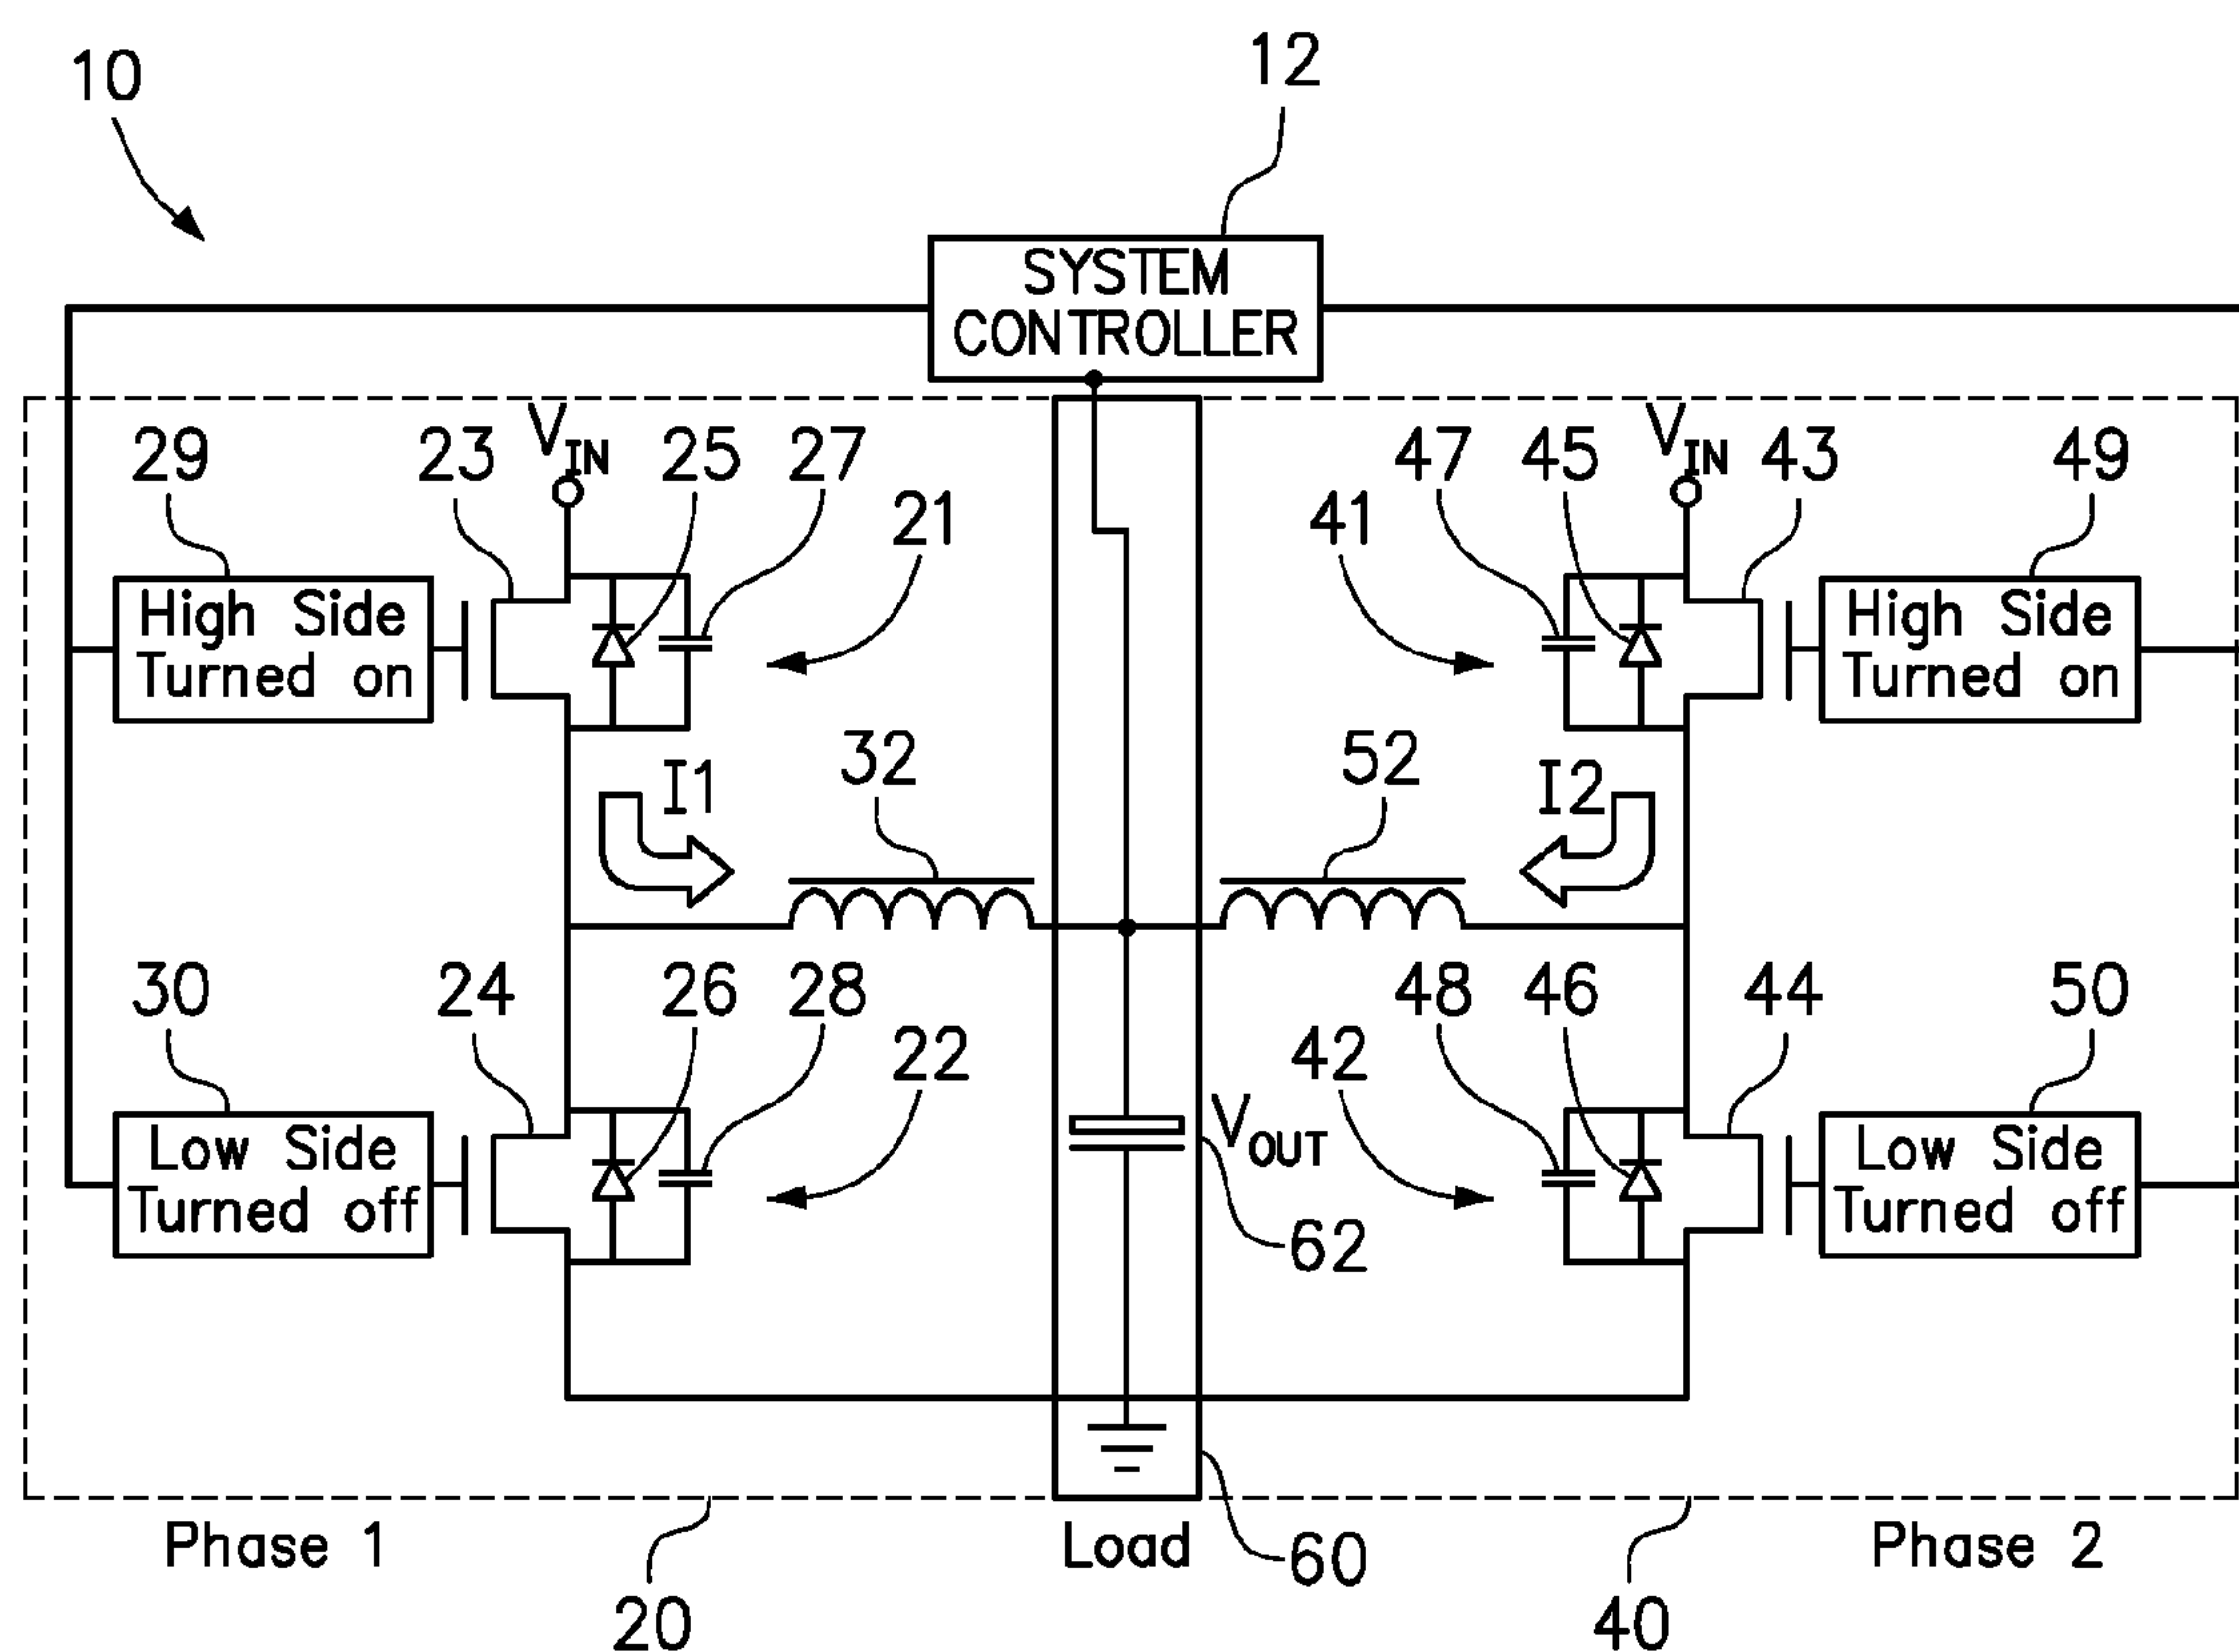 10
12
SYSTEM
CONTROLLER
29
23
VIN
25
27
21
47
45
VIN
43
49
41
High Side
Turned on
High Side
Turned on
32
I1
52
I2
30
24
26
28
22
48
46
44
50
42
Low Side
Turned off
VOUT
Low Side
Turned off
62
Phase 1
Load
60
Phase 2
20
40